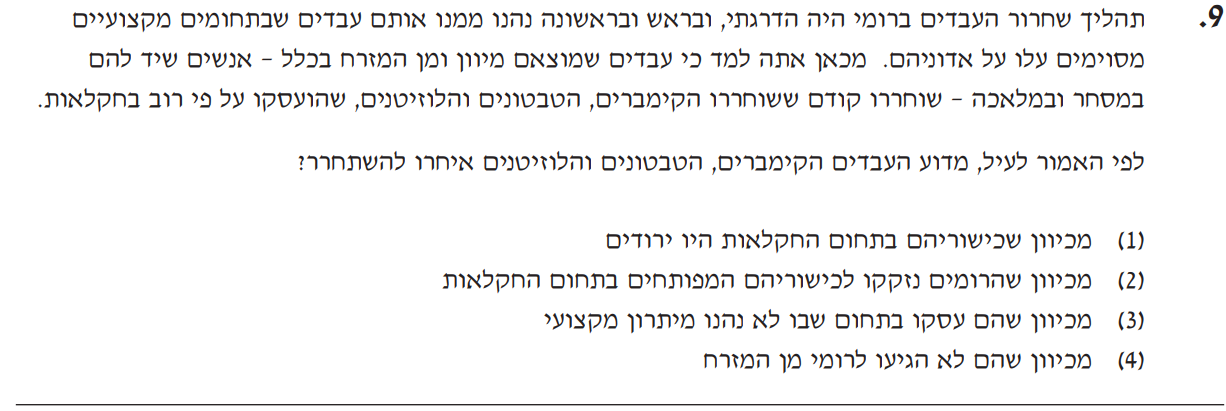 9. תהליך שחרור העבדים ברומי היה הדרגתי, ובראש ובראשונה נהנו ממנו אותם עבדים שבתחומים מקצועיים
מסוימים עלו על אדוניהם. מכאן אתה למד כי עבדים שמוצאם מיוון ומן המזרח בכלל - אנשים שיד להם
במסחר ובמלאכה - שוחררו קודם ששוחררו הקימברים, הטבטונים והלוזיטנים, שהועסקו על פי רוב בחקלאות.
לפי האמור לעיל, מדוע העבדים הקימברים, הטבטונים והלוזיטנים איחרו להשתחרר?
(1) מכיוון שכישוריהם בתחום החקלאות היו ירודים
(2) מכיוון שהרומים נזקקו לכישוריהם המפותחים בתחום החקלאות
(3) מכיוון שהם עסקו בתחום שבו לא נהנו מיתרון מקצועי
(4) מכיוון שהם לא הגיעו לרומי מן המזרח